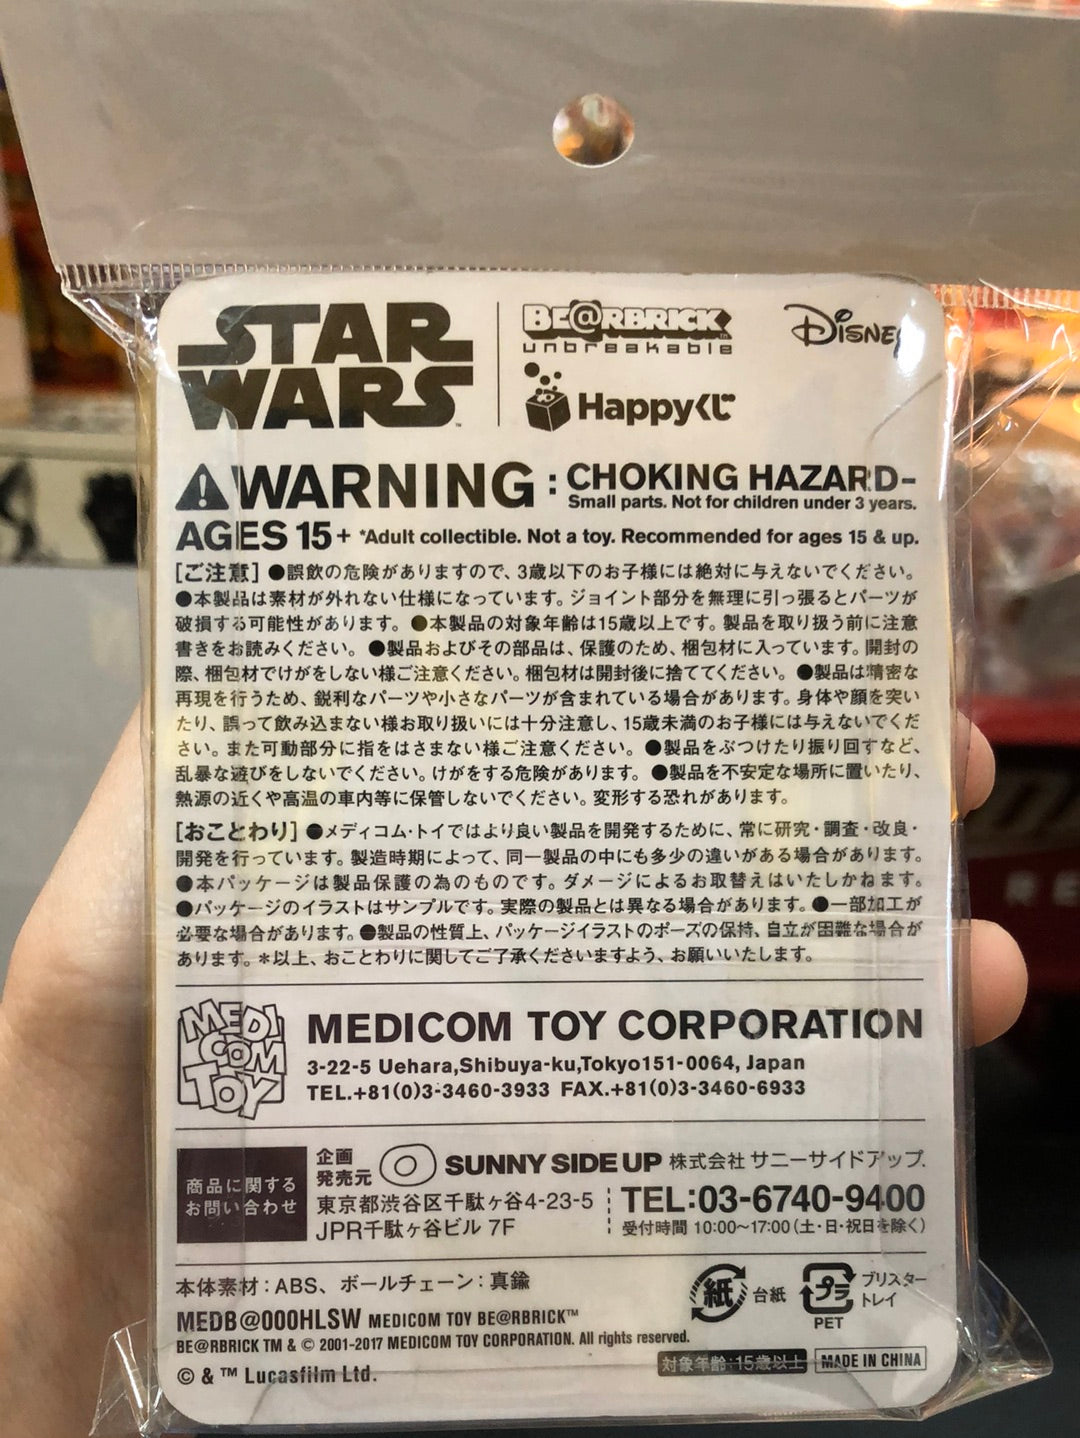 STAR
WARS™
BE@RBRICK™
unbreakable
Happyくじ
Disney
WARNING : CHOKING HAZARD-
Small parts. Not for children under 3 years.
AGES 15+ *Adult collectible. Not a toy. Recommended for ages 15 & up.
[ご注意] ●誤飲の危険がありますので、3歳以下のお子様には絶対に与えないでください。
●本製品は素材が外れない仕様になっています。ジョイント部分を無理に引っ張るとパーツが
破損する可能性があります。 ●本製品の対象年齢は15歳以上です。製品を取り扱う前に注意
書きをお読みください。 ●製品およびその部品は、保護のため、梱包材に入っています。開封の
際、梱包材でけがをしない様ご注意ください。梱包材は開封後に捨ててください。 ●製品は精密な
再現を行うため、鋭利なパーツや小さなパーツが含まれている場合があります。身体や顔を突い
たり、誤って飲み込まない様お取り扱いには十分注意し、15歳未満のお子様には与えないでくだ
さい。また可動部分に指をはさまない様ご注意ください。 ●製品をぶつけたり振り回すなど、
乱暴な遊びをしないでください。けがをする危険があります。 ●製品を不安定な場所に置いたり、
熱源の近くや高温の車内等に保管しないでください。変形する恐れがあります。
[おことわり] ●メディコム・トイではより良い製品を開発するために、常に研究・調査・改良・
開発を行っています。製造時期によって、同一製品の中にも多少の違いがある場合があります。
●本パッケージは製品保護の為のものです。ダメージによるお取替えはいたしかねます。
●パッケージのイラストはサンプルです。実際の製品とは異なる場合があります。●一部加工が
必要な場合があります。●製品の性質上、パッケージイラストのポーズの保持、自立が困難な場合が
あります。＊以上、おことわりに関してご了承くださいますよう、お願いいたします。
MEDI
COM
TOY
MEDICOM TOY CORPORATION
3-22-5 Uehara,Shibuya-ku,Tokyo151-0064, Japan
TEL.+81(0)3-3460-3933 FAX.+81(0)3-3460-6933
商品に関する
お問い合わせ
企画
発売元
SUNNY SIDE UP 株式会社 サニーサイドアップ.
東京都渋谷区千駄ヶ谷4-23-5
JPR千駄ヶ谷ビル 7F
TEL:03-6740-9400
受付時間 10:00〜17:00(土・日・祝日を除く)
本体素材：ABS、ボールチェーン：真鍮
紙 台紙
プラ ブリスター
トレイ
PET
MEDB@000HLSW MEDICOM TOY BE@RBRICK™
BE@RBRICK TM & © 2001-2017 MEDICOM TOY CORPORATION. All rights reserved.
© & ™ Lucasfilm Ltd.
対象年齢：15歳以上
MADE IN CHINA